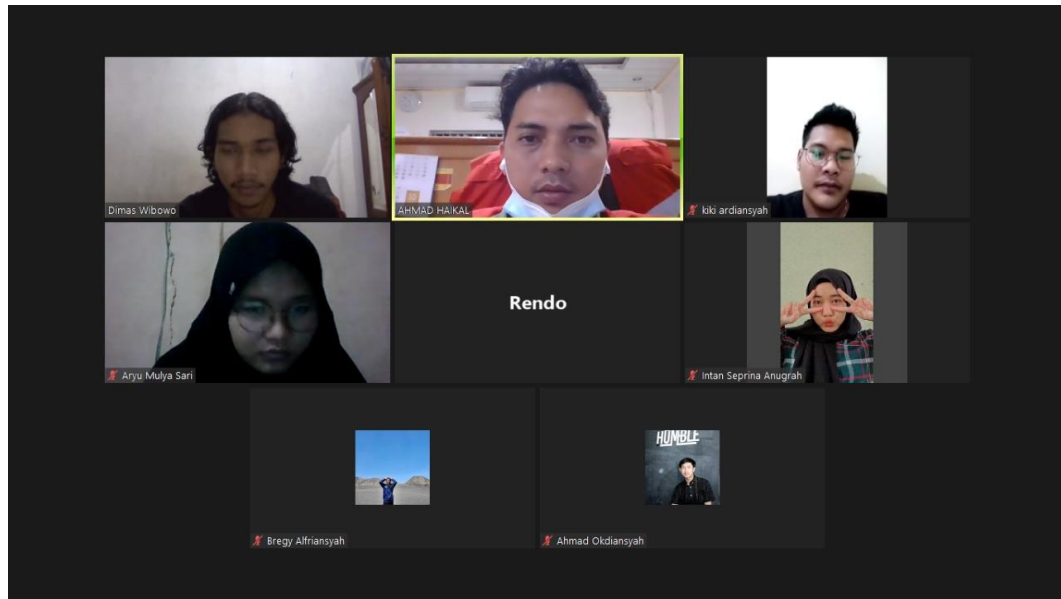 Dimas Wibowo
AHMAD HAIKAL
kiki ardiansyah
Aryu Mulya Sari
Rendo
Intan Seprina Anugrah
HUMBLE
Bregy Alfriansyah
Ahmad Okdiansyah